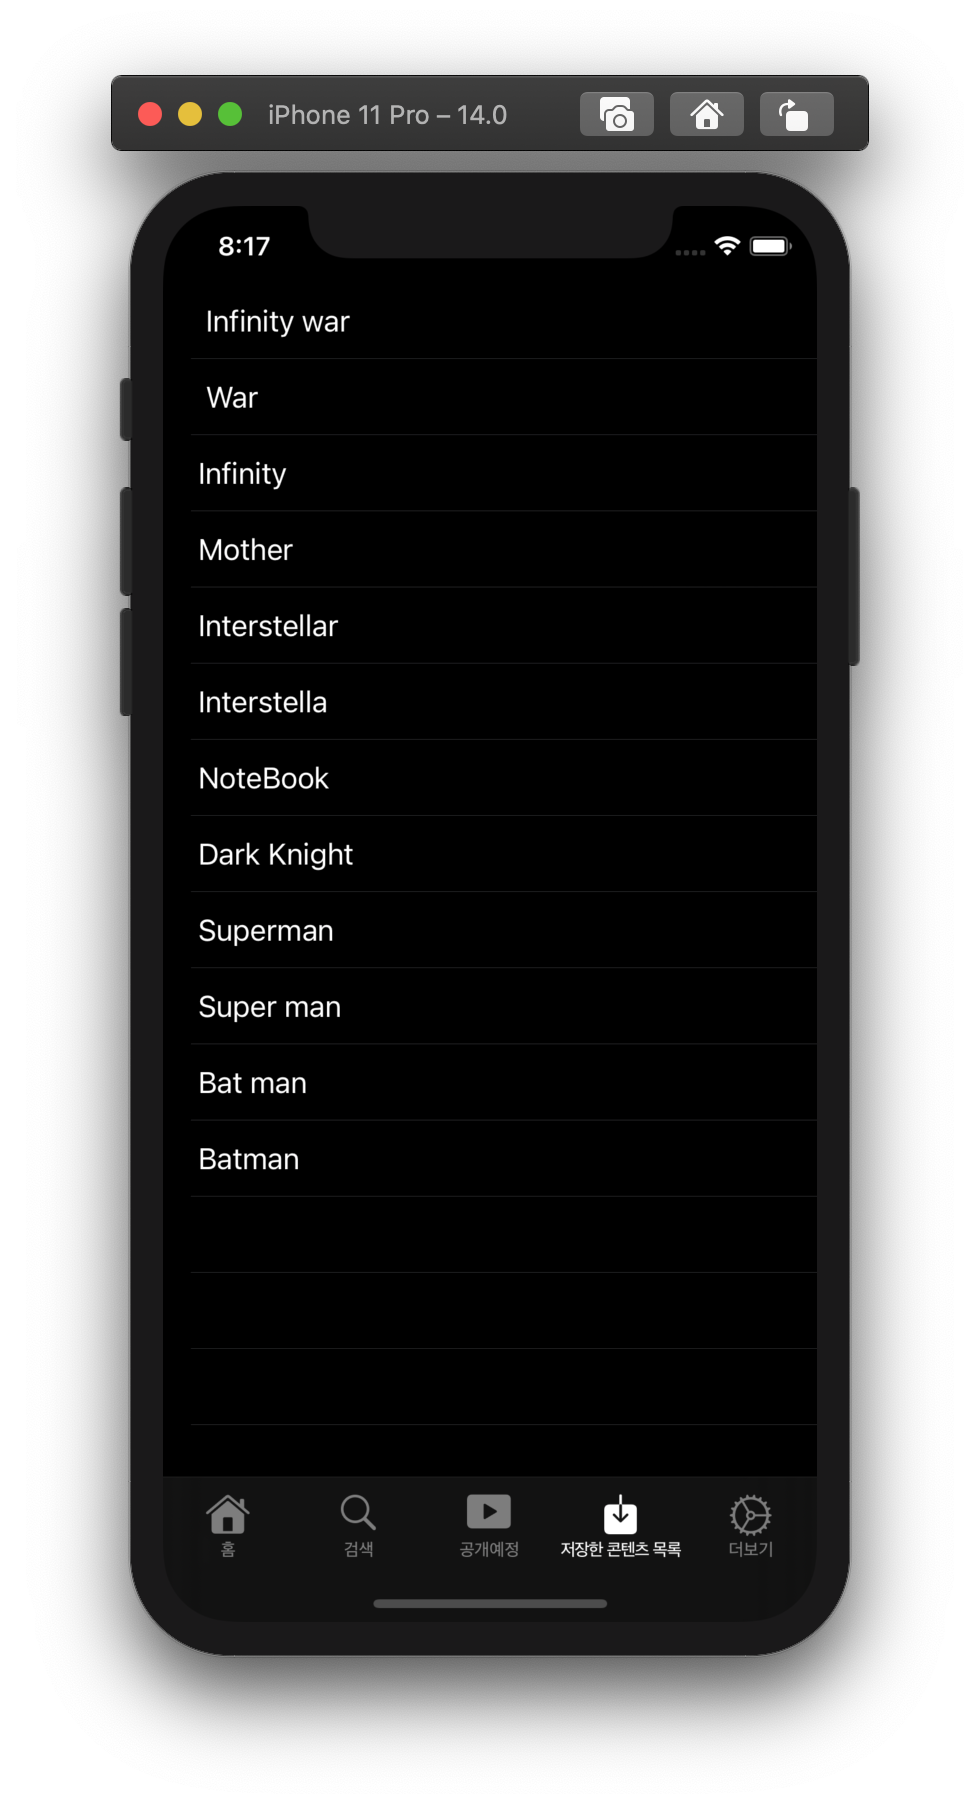 iPhone 11 Pro – 14.0
8:17
Infinity war
War
Infinity
Mother
Interstellar
Interstella
NoteBook
Dark Knight
Superman
Super man
Bat man
Batman
홈 검색 공개예정 저장한 콘텐츠 목록 더보기